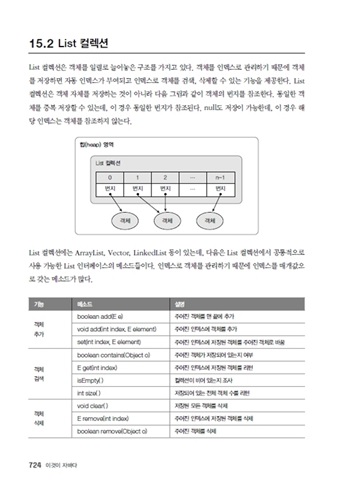 15.2 List 컬렉션
List 컬렉션은 객체를 일렬로 늘어놓은 구조를 가지고 있다. 객체를 인덱스로 관리하기 때문에 객체
를 저장하면 자동 인덱스가 부여되고 인덱스로 객체를 검색, 삭제할 수 있는 기능을 제공한다. List
컬렉션은 객체 자체를 저장하는 것이 아니라 다음 그림과 같이 객체의 번지를 참조한다. 동일한 객
체를 중복 저장할 수 있는데, 이 경우 동일한 번지가 참조된다. null도 저장이 가능한데, 이 경우 해
당 인덱스는 객체를 참조하지 않는다.
힙(heap) 영역
List 컬렉션
0 1 2 ... n-1
번지 번지 번지 ... 번지
객체 객체 객체
List 컬렉션에는 ArrayList, Vector, LinkedList 등이 있는데, 다음은 List 컬렉션에서 공통적으로
사용 가능한 List 인터페이스의 메소드들이다. 인덱스로 객체를 관리하기 때문에 인덱스를 매개값으
로 갖는 메소드가 많다.
기능 메소드 설명
객체
추가
boolean add(E e) 주어진 객체를 맨 끝에 추가
void add(int index, E element) 주어진 인덱스에 객체를 추가
set(int index, E element) 주어진 인덱스에 저장된 객체를 주어진 객체로 바꿈
객체
검색
boolean contains(Object o) 주어진 객체가 저장되어 있는지 여부
E get(int index) 주어진 인덱스에 저장된 객체를 리턴
isEmpty( ) 컬렉션이 비어 있는지 조사
int size( ) 저장되어 있는 전체 객체 수를 리턴
객체
삭제
void clear( ) 저장된 모든 객체를 삭제
E remove(int index) 주어진 인덱스에 저장된 객체를 삭제
boolean remove(Object o) 주어진 객체를 삭제
724 이것이 자바다